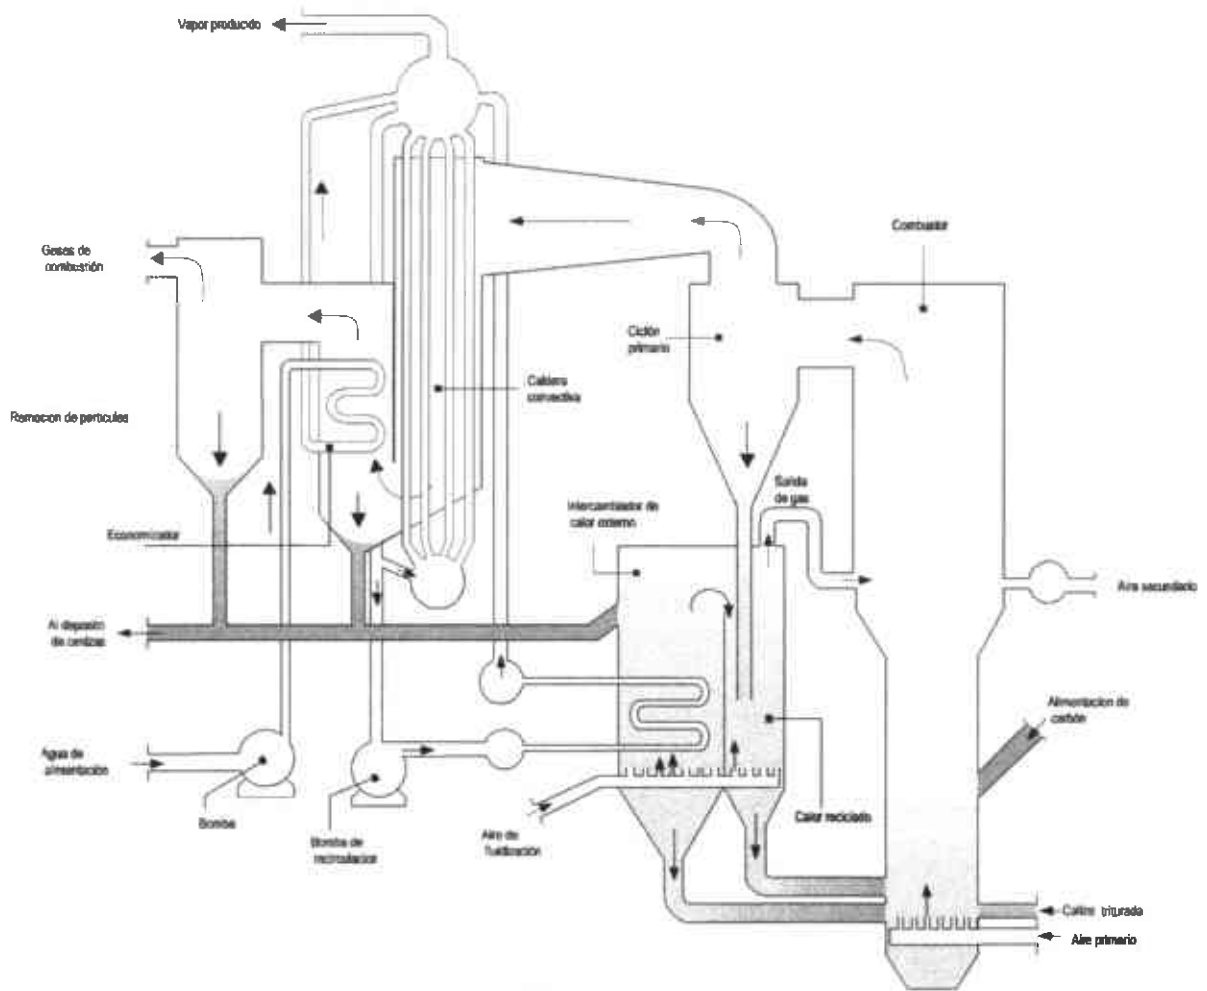 Vapor producido
Gases de
combustión
Combustor
Ciclón
primario
Caldera
convectiva
Remocion de particulas
Salida
de gas
Intercambiador de
calor externo
Economizador
Aire secundario
Al deposito
de cenizas
Alimentacion de
carbón
Agua de
alimentación
Bomba
Bomba de
recirculacion
Aire de
fluidización
Calor reciclado
Caliza triturada
Aire primario